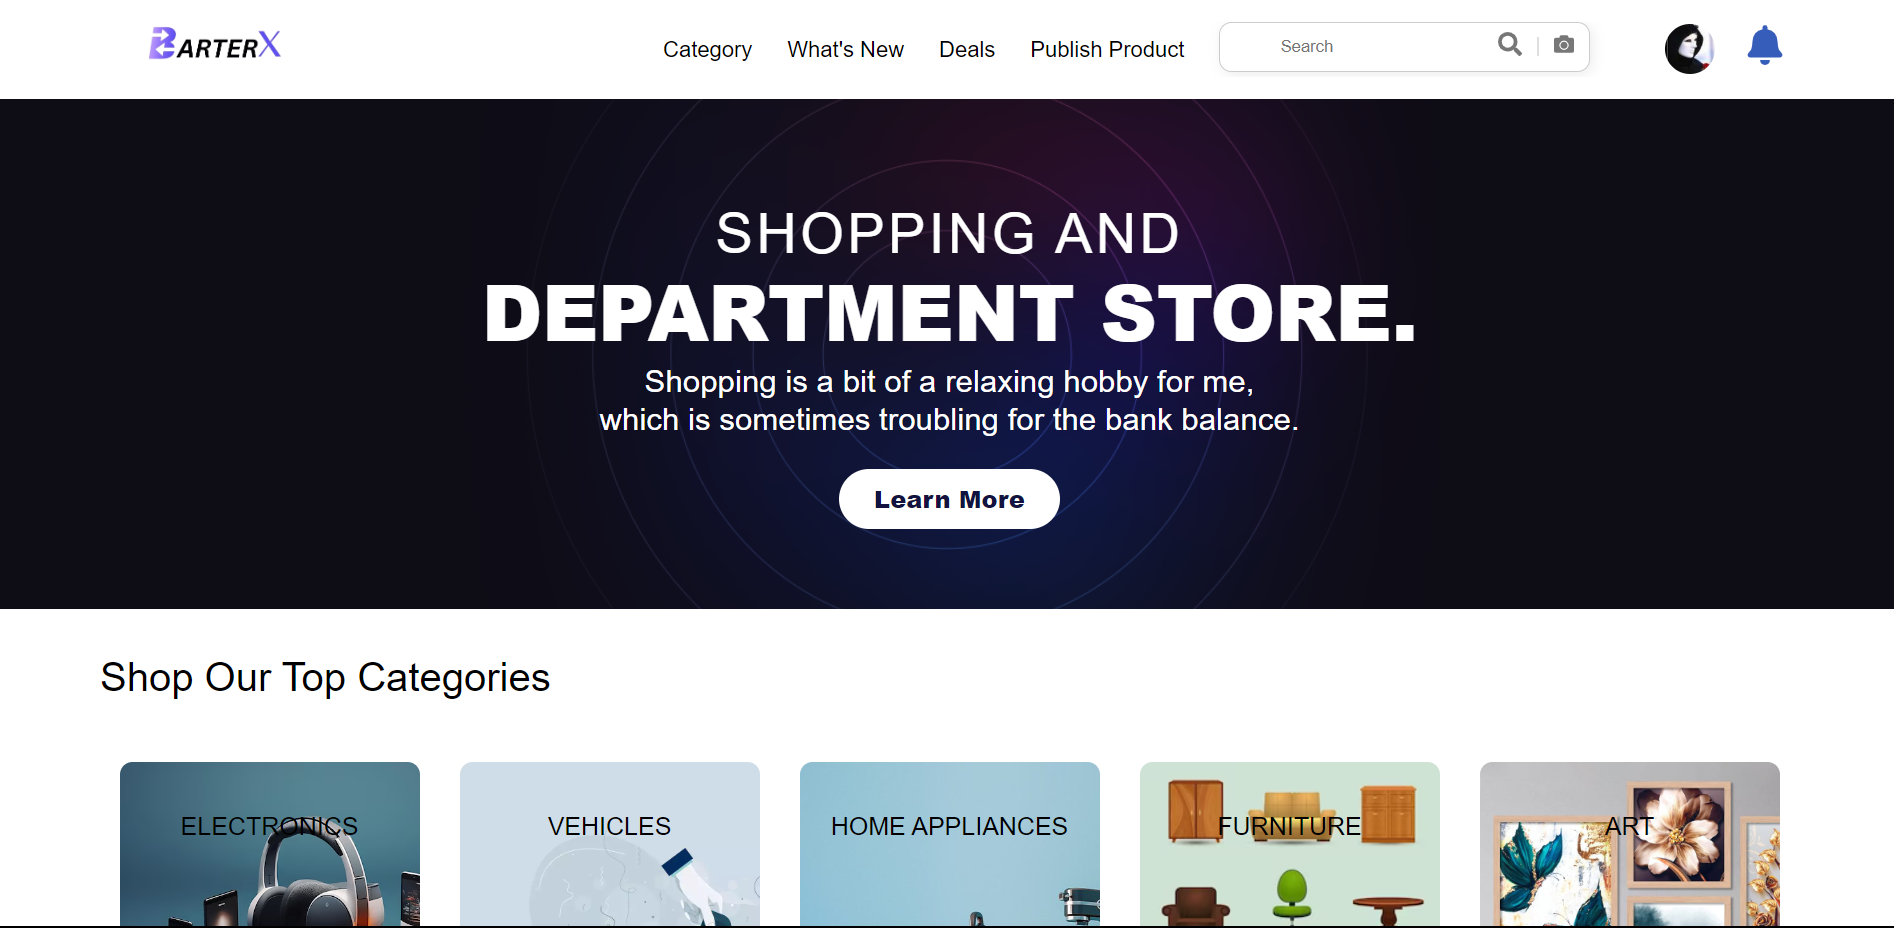 BARTERX
Category What's New Deals Publish Product Search
SHOPPING AND
DEPARTMENT STORE.
Shopping is a bit of a relaxing hobby for me,
which is sometimes troubling for the bank balance.
Learn More
Shop Our Top Categories
ELECTRONICS VEHICLES HOME APPLIANCES FURNITURE ART